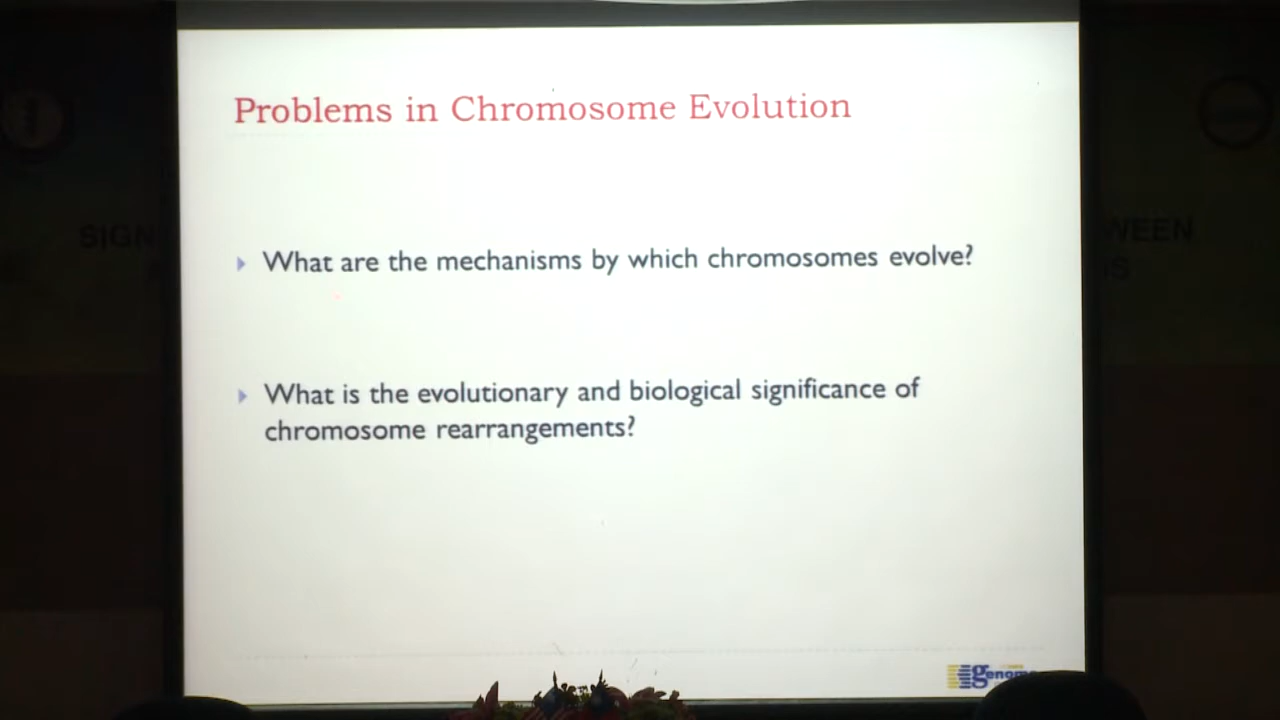 Problems in Chromosome Evolution
What are the mechanisms by which chromosomes evolve?
What is the evolutionary and biological significance of
chromosome rearrangements?